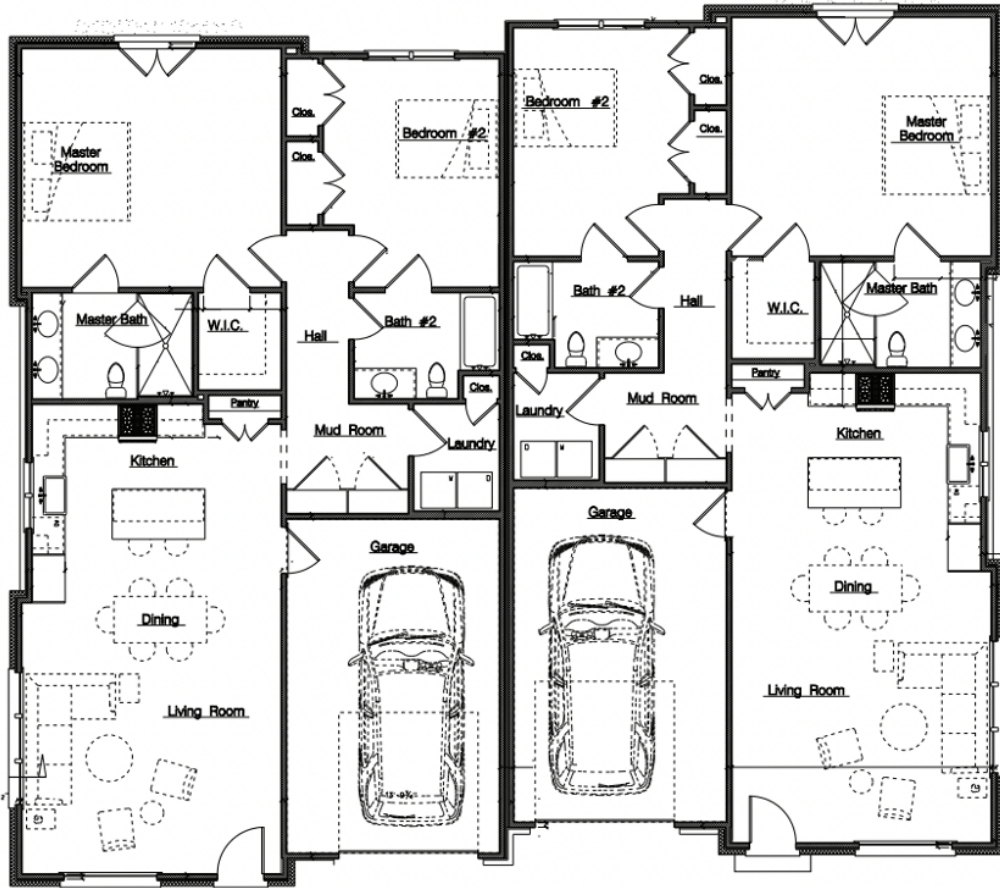 Clos.
Clos.
Bedroom #2
Master
Bedroom
Master Bath
W.I.C.
Hall
Bath #2
Clos.
Pantry
Mud Room
Laundry
W
D
Kitchen
Garage
Dining
Living Room
Bedroom #2
Clos.
Clos.
Master
Bedroom
Bath #2
Hall
W.I.C.
Master Bath
Clos.
Laundry
D
W
Mud Room
Pantry
Kitchen
Garage
Dining
Living Room